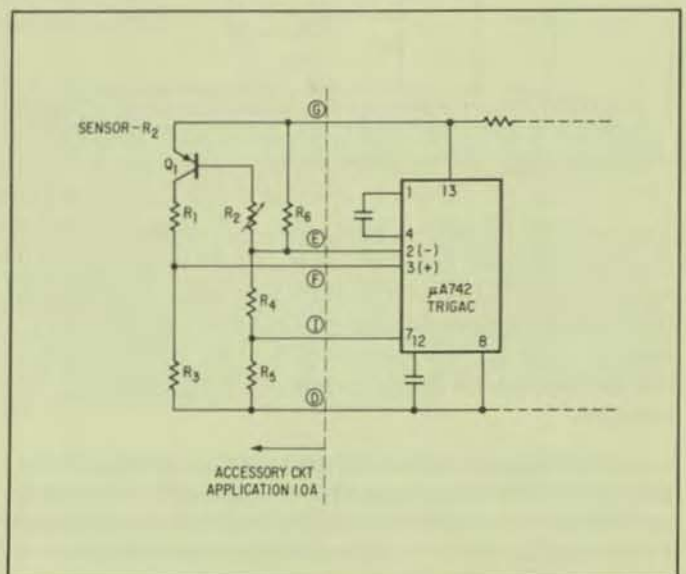 G
SENSOR-R2
Q1
1
13
R1
R2
R6
4
E
2(-)
F
3(+)
μA742
TRIGAC
R4
I
7
12
8
R3
R5
D
ACCESSORY CKT
APPLICATION 10A